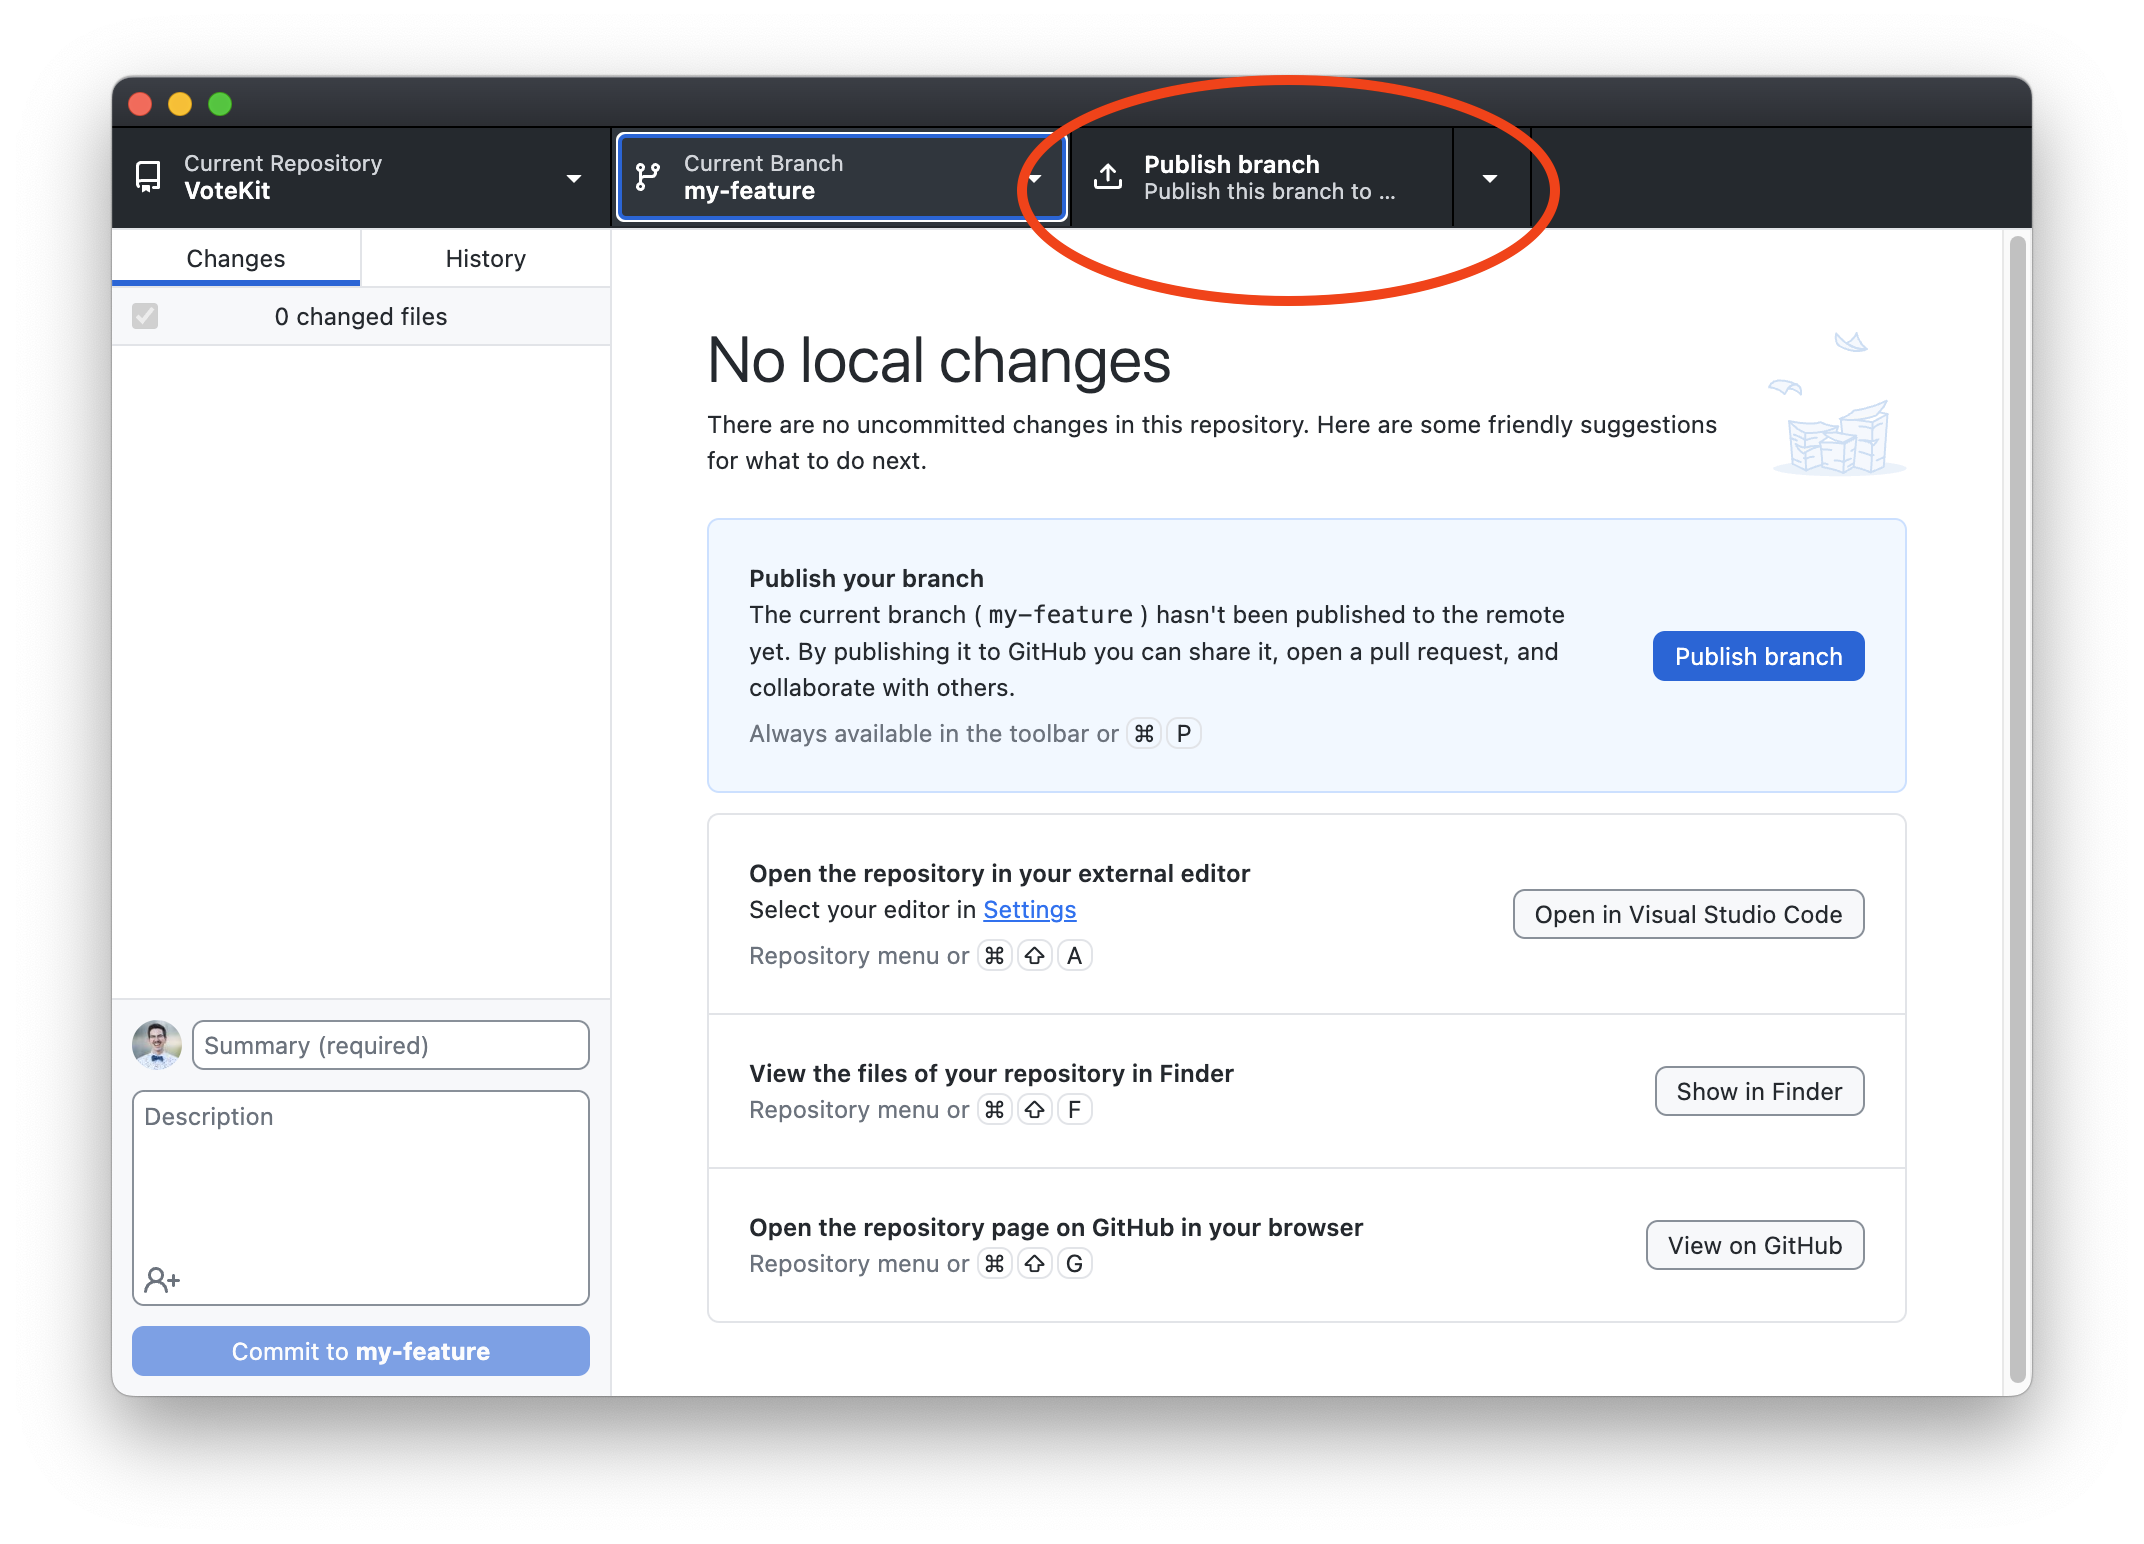 Current Repository
VoteKit
Current Branch
my-feature
Publish branch
Publish this branch to ...
Changes
History
0 changed files
No local changes
There are no uncommitted changes in this repository. Here are some friendly suggestions
for what to do next.
Publish your branch
The current branch ( my-feature ) hasn't been published to the remote
yet. By publishing it to GitHub you can share it, open a pull request, and
collaborate with others.
Always available in the toolbar or ⌘ P
Publish branch
Open the repository in your external editor
Select your editor in Settings
Repository menu or ⌘ ⇧ A
Open in Visual Studio Code
View the files of your repository in Finder
Repository menu or ⌘ ⇧ F
Show in Finder
Open the repository page on GitHub in your browser
Repository menu or ⌘ ⇧ G
View on GitHub
Summary (required)
Description
Commit to my-feature